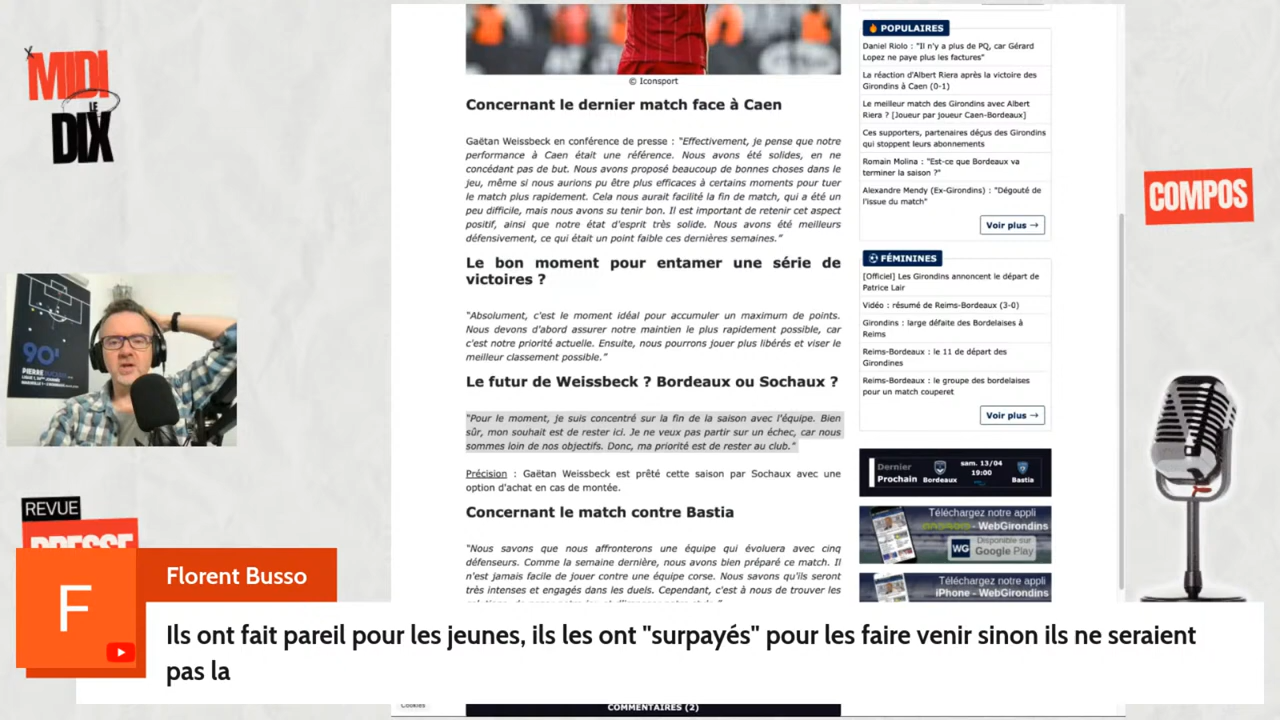 MIDI
LE
DIX
90'
PIERRE
REVUE
PRESSE
© Iconsport
Concernant le dernier match face à Caen
Gaëtan Weissbeck en conférence de presse : "Effectivement, je pense que notre
performance à Caen était une référence. Nous avons été solides, en ne
concédant pas de but. Nous avons proposé beaucoup de bonnes choses dans le
jeu, même si nous aurions pu être plus efficaces à certains moments pour tuer
le match plus rapidement. Cela nous aurait facilité la fin de match, qui a été un
peu difficile, mais nous avons su tenir bon. Il est important de retenir cet aspect
positif, ainsi que notre état d'esprit très solide. Nous avons été meilleurs
défensivement, ce qui était un point faible ces dernières semaines."
Le bon moment pour entamer une série de
victoires ?
"Absolument, c'est le moment idéal pour accumuler un maximum de points.
Nous devons d'abord assurer notre maintien le plus rapidement possible, car
c'est notre priorité actuelle. Ensuite, nous pourrons jouer plus libérés et viser le
meilleur classement possible."
Le futur de Weissbeck ? Bordeaux ou Sochaux ?
"Pour le moment, je suis concentré sur la fin de la saison avec l'équipe. Bien
sûr, mon souhait est de rester ici. Je ne veux pas partir sur un échec, car nous
sommes loin de nos objectifs. Donc, ma priorité est de rester au club."
Précision : Gaëtan Weissbeck est prêté cette saison par Sochaux avec une
option d'achat en cas de montée.
Concernant le match contre Bastia
"Nous savons que nous affronterons une équipe qui évoluera avec cinq
défenseurs. Comme la semaine dernière, nous avons bien préparé ce match. Il
n'est jamais facile de jouer contre une équipe corse. Nous savons qu'ils seront
très intenses et engagés dans les duels. Cependant, c'est à nous de trouver les
POPULAIRES
Daniel Riolo : "Il n'y a plus de PQ, car Gérard
Lopez ne paye plus les factures"
La réaction d'Albert Riera après la victoire des
Girondins à Caen (0-1)
Le meilleur match des Girondins avec Albert
Riera ? [Joueur par joueur Caen-Bordeaux]
Ces supporters, partenaires déçus des Girondins
qui stoppent leurs abonnements
Romain Molina : "Est-ce que Bordeaux va
terminer la saison ?"
Alexandre Mendy (Ex-Girondins) : "Dégouté de
l'issue du match"
Voir plus →
FÉMININES
[Officiel] Les Girondins annoncent le départ de
Patrice Lair
Vidéo : résumé de Reims-Bordeaux (3-0)
Girondins : large défaite des Bordelaises à
Reims
Reims-Bordeaux : le 11 de départ des
Girondines
Reims-Bordeaux : le groupe des bordelaises
pour un match couperet
Voir plus →
Dernier
Prochain
Bordeaux
sam. 13/04
19:00
Bastia
Téléchargez notre appli
ANDROID - WebGirondins
WG
Disponible sur
Google Play
Téléchargez notre appli
iPhone - WebGirondins
COMPOS
F
Florent Busso
Ils ont fait pareil pour les jeunes, ils les ont "surpayés" pour les faire venir sinon ils ne seraient
pas la
Cookies
COMMENTAIRES (2)